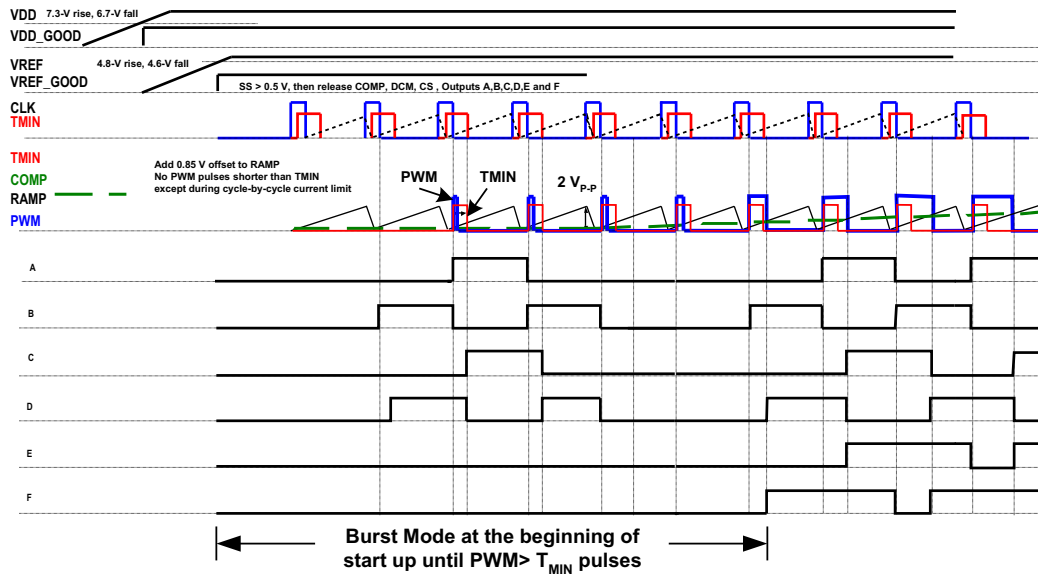 VDD 7.3-V rise, 6.7-V fall
VDD_GOOD
VREF 4.8-V rise, 4.6-V fall
VREF_GOOD
SS > 0.5 V, then release COMP, DCM, CS , Outputs A,B,C,D,E and F
CLK
TMIN
TMIN
COMP
RAMP
PWM
Add 0.85 V offset to RAMP
No PWM pulses shorter than TMIN
except during cycle-by-cycle current limit
PWM
TMIN
2 VP-P
A
B
C
D
E
F
Burst Mode at the beginning of
start up until PWM> TMIN pulses